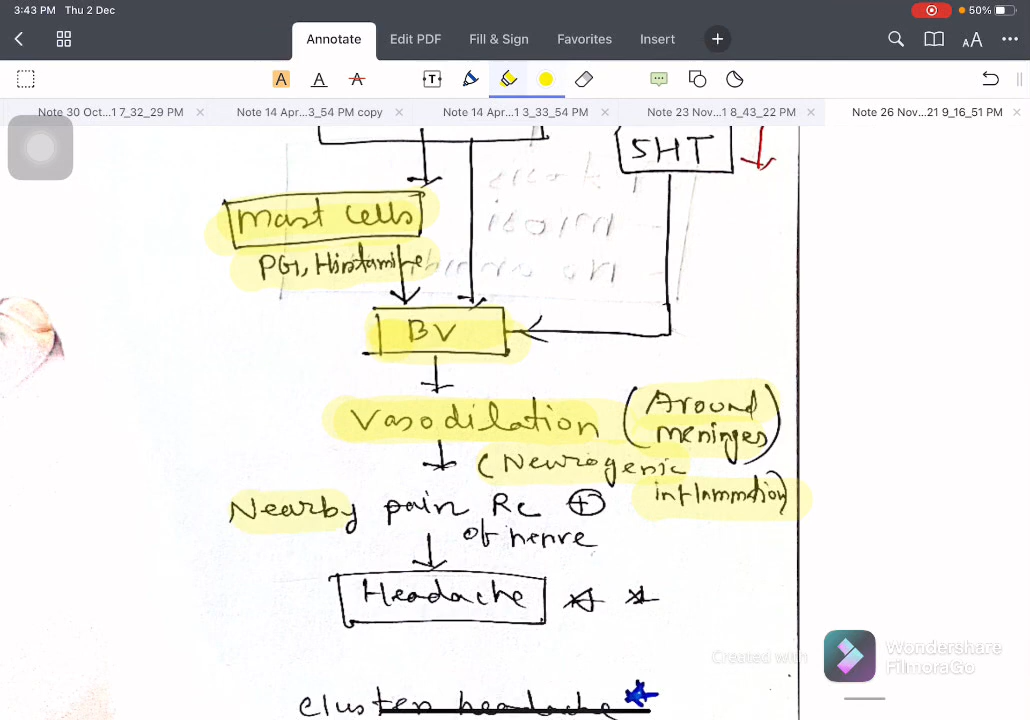 3:43 PM Thu 2 Dec
50%
Annotate Edit PDF Fill & Sign Favorites Insert
Note 30 Oct...1 7_32_29 PM
Note 14 Apr...3_54 PM copy
Note 14 Apr...1 3_33_54 PM
Note 23 Nov...1 8_43_22 PM
Note 26 Nov...21 9_16_51 PM
5HT
Mast Cells
PG, Histamine
BV
Vasodilation
(Around
meninges)
(Neurogenic
inflammation)
Nearby pain Rc ⊕
of nerve
Headache
Created with
Wondershare
FilmoraGo
cluster headache